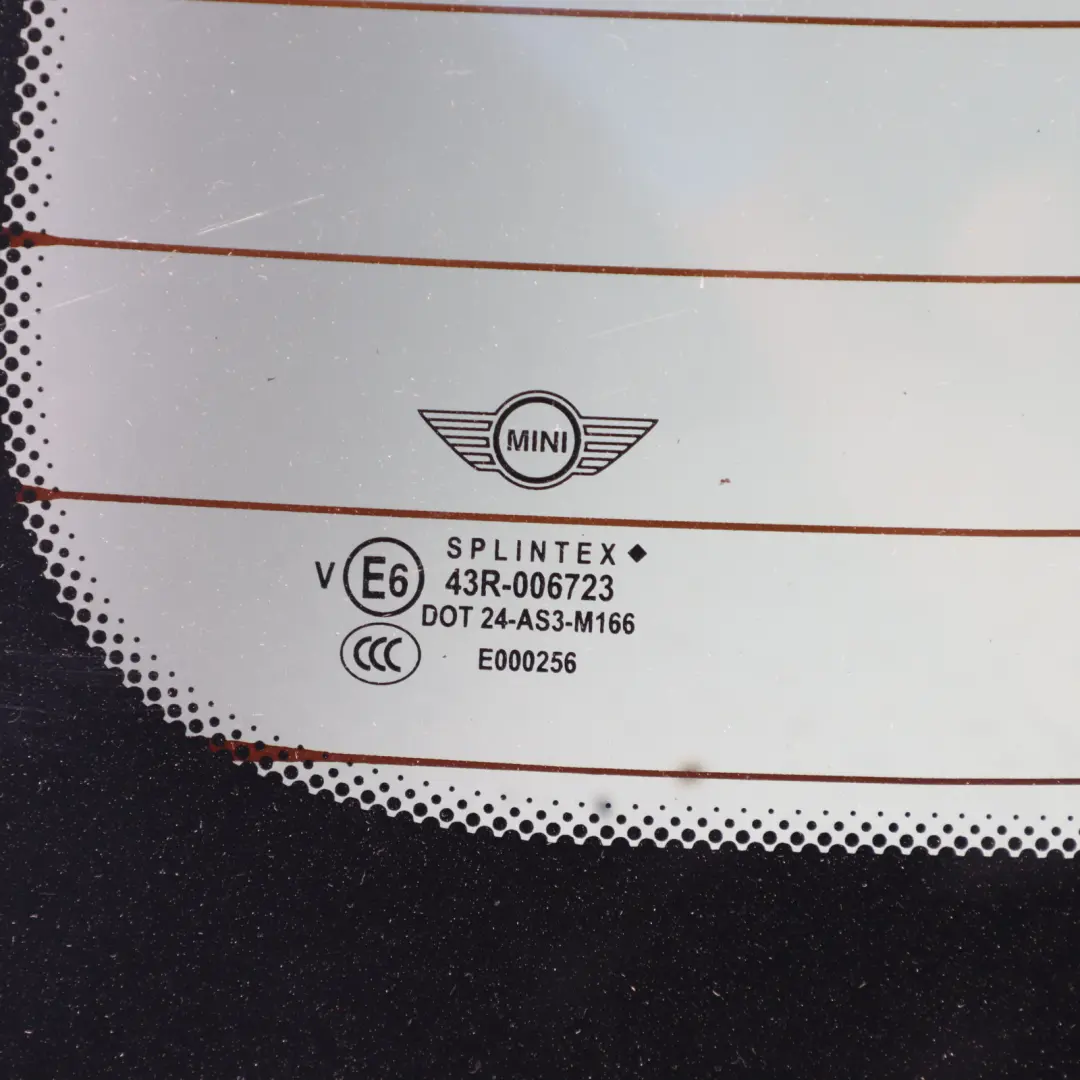 MINI
SPLINTEX◆
V E6 43R-006723
DOT 24-AS3-M166
CCC E000256